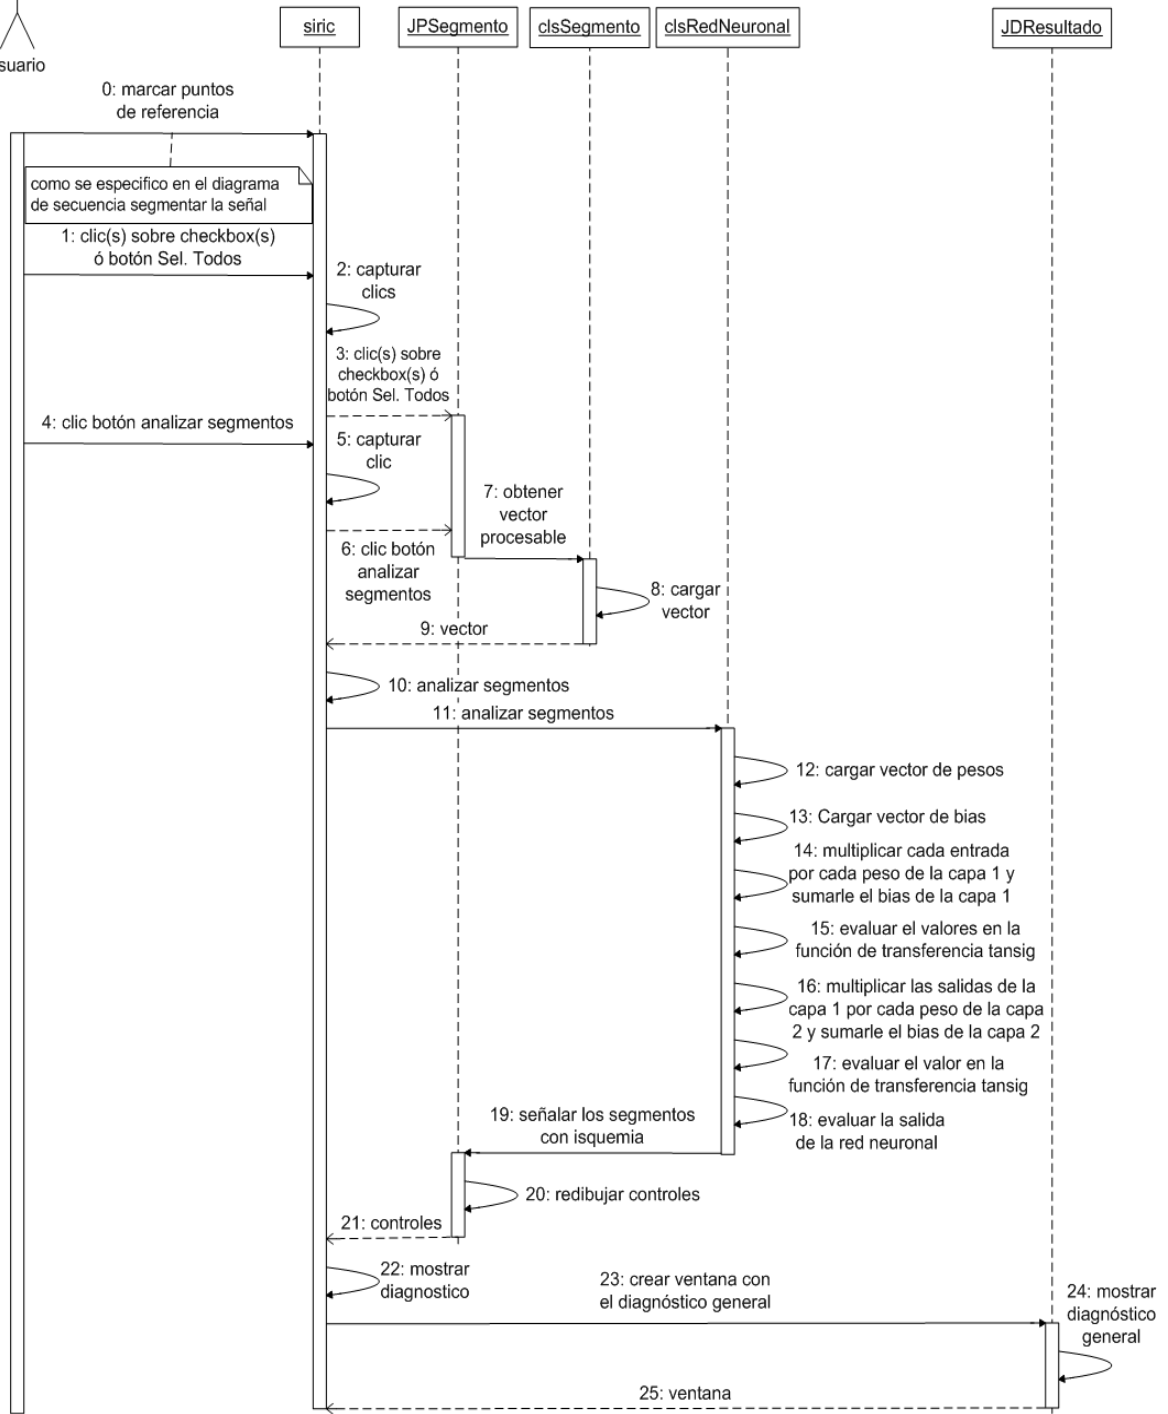 siric
JPSegmento
clsSegmento
clsRedNeuronal
JDResultado
suario
0: marcar puntos
de referencia
como se especifico en el diagrama
de secuencia segmentar la señal
1: clic(s) sobre checkbox(s)
ó botón Sel. Todos
2: capturar
clics
3: clic(s) sobre
checkbox(s) ó
botón Sel. Todos
4: clic botón analizar segmentos
5: capturar
clic
7: obtener
vector
procesable
6: clic botón
analizar
segmentos
8: cargar
vector
9: vector
10: analizar segmentos
11: analizar segmentos
12: cargar vector de pesos
13: Cargar vector de bias
14: multiplicar cada entrada
por cada peso de la capa 1 y
sumarle el bias de la capa 1
15: evaluar el valores en la
función de transferencia tansig
16: multiplicar las salidas de la
capa 1 por cada peso de la capa
2 y sumarle el bias de la capa 2
17: evaluar el valor en la
función de transferencia tansig
18: evaluar la salida
de la red neuronal
19: señalar los segmentos
con isquemia
20: redibujar controles
21: controles
22: mostrar
diagnostico
23: crear ventana con
el diagnóstico general
24: mostrar
diagnóstico
general
25: ventana